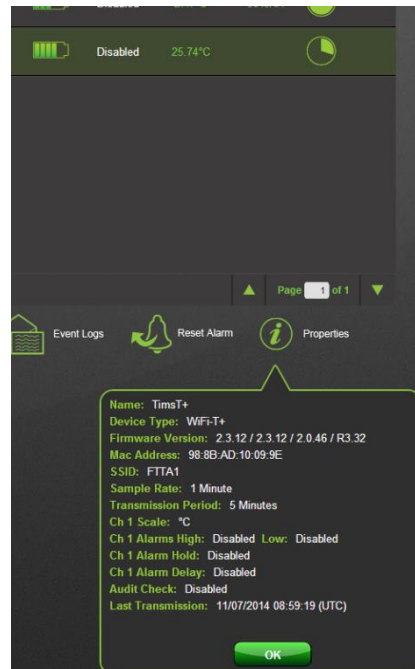 Disabled 25.74°C
Page 1 of 1
Event Logs Reset Alarm Properties
Name: TimsT+
Device Type: WiFi-T+
Firmware Version: 2.3.12 / 2.3.12 / 2.0.46 / R3.32
Mac Address: 98:8B:AD:10:09:9E
SSID: FTTA1
Sample Rate: 1 Minute
Transmission Period: 5 Minutes
Ch 1 Scale: °C
Ch 1 Alarms High: Disabled Low: Disabled
Ch 1 Alarm Hold: Disabled
Ch 1 Alarm Delay: Disabled
Audit Check: Disabled
Last Transmission: 11/07/2014 08:59:19 (UTC)
OK